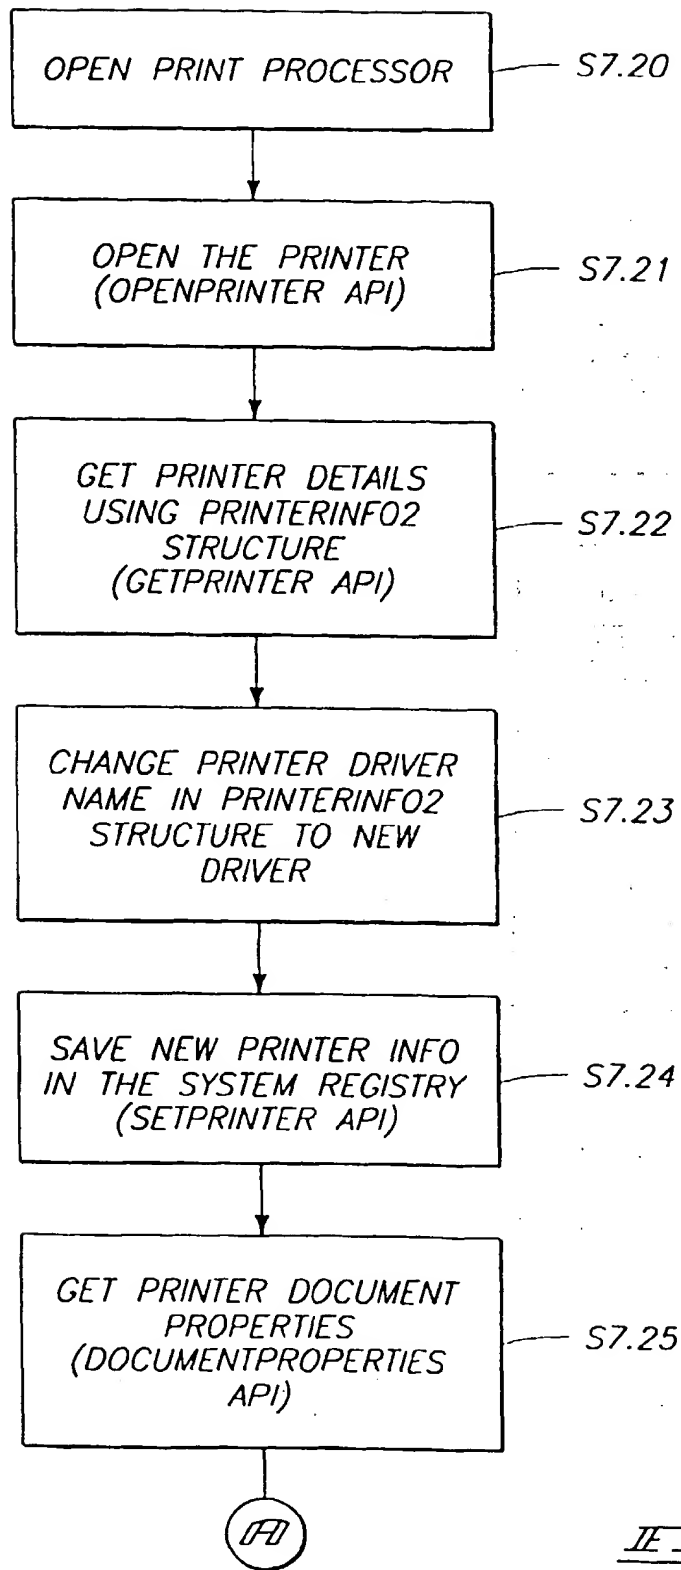 OPEN PRINT PROCESSOR
S7.20
OPEN THE PRINTER
(OPENPRINTER API)
S7.21
GET PRINTER DETAILS
USING PRINTERINFO2
STRUCTURE
(GETPRINTER API)
S7.22
CHANGE PRINTER DRIVER
NAME IN PRINTERINFO2
STRUCTURE TO NEW
DRIVER
S7.23
SAVE NEW PRINTER INFO
IN THE SYSTEM REGISTRY
(SETPRINTER API)
S7.24
GET PRINTER DOCUMENT
PROPERTIES
(DOCUMENTPROPERTIES
API)
S7.25
A